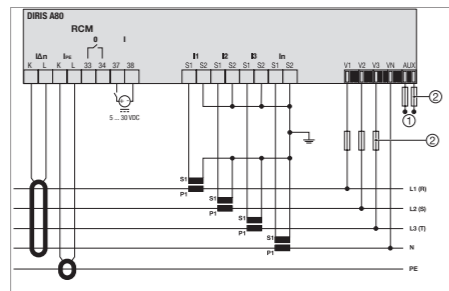 DIRIS A80
RCM
O I
IΔn IPE
K L K L 33 34 37 38
5 ... 30 VDC
I1 I2 I3 In
S1 S2 S1 S2 S1 S2 S1 S2
V1 V2 V3 VN AUX
2
1
2
S1
P1
L1 (R)
S1
P1
L2 (S)
S1
P1
L3 (T)
S1
P1
N
PE